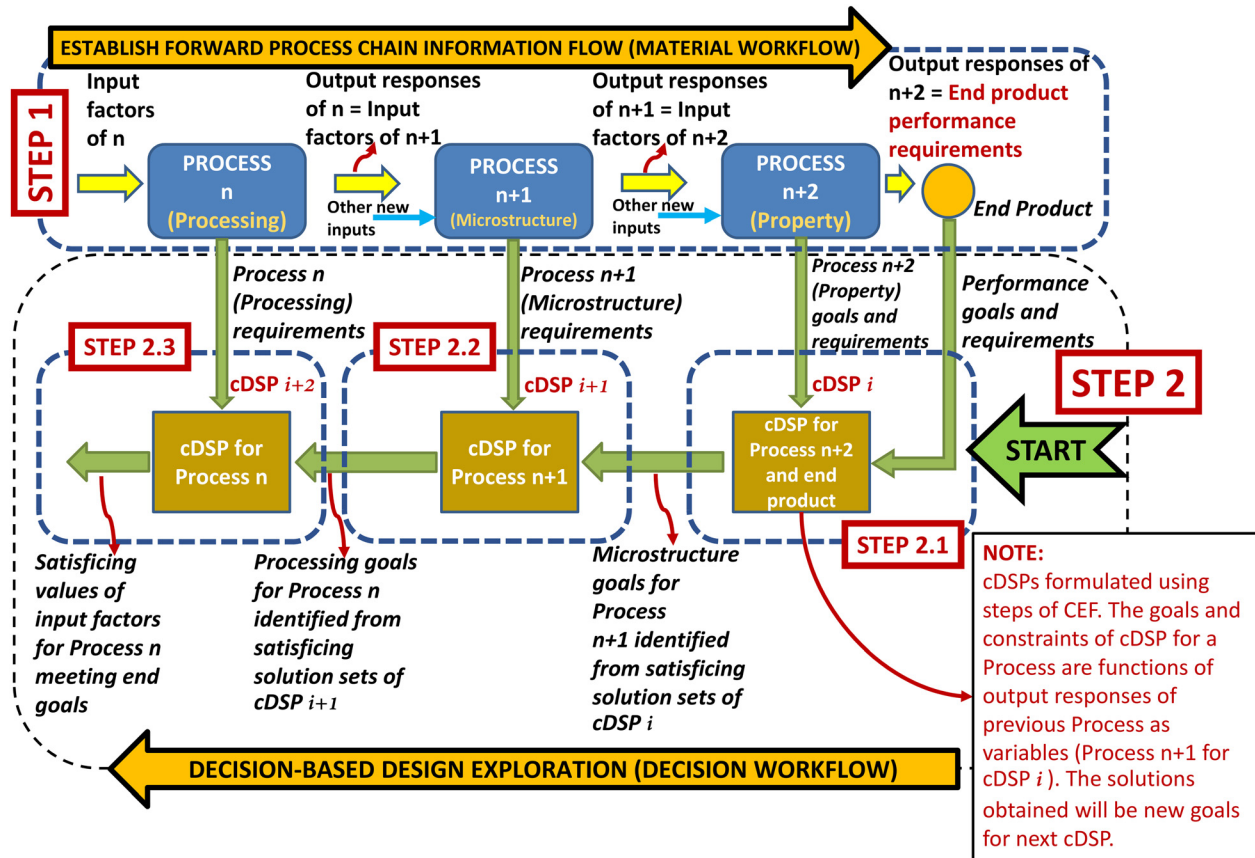 ESTABLISH FORWARD PROCESS CHAIN INFORMATION FLOW (MATERIAL WORKFLOW)
STEP 1
Input
factors
of n
Output responses
of n = Input
factors of n+1
Output responses
of n+1 = Input
factors of n+2
Output responses of
n+2 = End product
performance
requirements
PROCESS
n
(Processing)
Other new
inputs
PROCESS
n+1
(Microstructure)
Other new
inputs
PROCESS
n+2
(Property)
End Product
Process n
(Processing)
requirements
Process n+1
(Microstructure)
requirements
Process n+2
(Property)
goals and
requirements
Performance
goals and
requirements
STEP 2.3
STEP 2.2
STEP 2
cDSP i+2
cDSP i+1
cDSP i
cDSP for
Process n
cDSP for
Process n+1
cDSP for
Process n+2
and end
product
START
STEP 2.1
Satisficing
values of
input factors
for Process n
meeting end
goals
Processing goals
for Process n
identified from
satisficing
solution sets of
cDSP i+1
Microstructure
goals for
Process
n+1 identified
from satisficing
solution sets of
cDSP i
NOTE:
cDSPs formulated using
steps of CEF. The goals and
constraints of cDSP for a
Process are functions of
output responses of
previous Process as
variables (Process n+1 for
cDSP i ). The solutions
obtained will be new goals
for next cDSP.
DECISION-BASED DESIGN EXPLORATION (DECISION WORKFLOW)